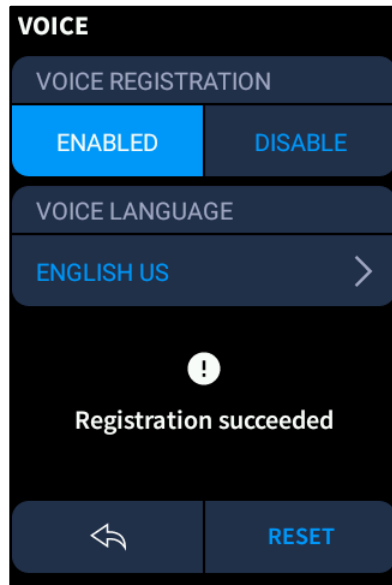 VOICE
VOICE REGISTRATION
ENABLED DISABLE
VOICE LANGUAGE
ENGLISH US
Registration succeeded
RESET